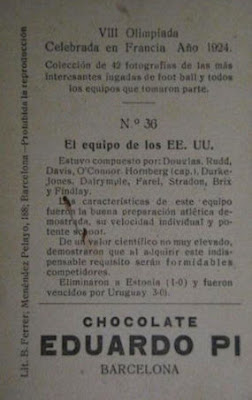 VIII Olimpíada
Celebrada en Francia Año 1924.
Colección de 42 fotografías de las más
interesantes jugadas de foot ball y todos
los equipos que tomaron parte.
N.º 36
El equipo de los EE. UU.
Estuvo compuesto por: Douglas, Rudd,
Davis, O'Connor, Hornberg (cap.), Durke-
Jones, Dalrymple, Farel, Stradon, Brix
y Findlay.
Las características de este equipo
fueron la buena preparación atlética de-
mostrada, su velocidad individual y po-
tente schoot.
De un valor científico no muy elevado,
demostraron que al adquirir este indis-
pensable requisito serán formidables
competidores.
Eliminaron a Estonia (1-0) y fueron
vencidos por Uruguay 3-0).
CHOCOLATE
EDUARDO PI
BARCELONA
Lit. B. Ferrer, Menéndez Pelayo, 188; Barcelona—Prohibida la reproducción